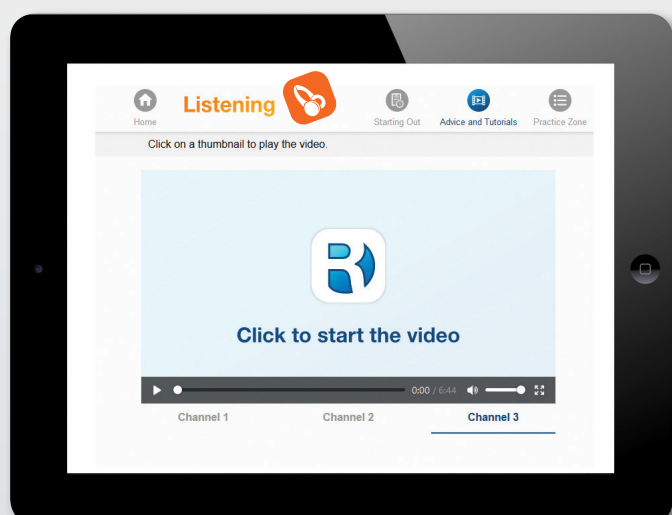 Listening
Home
Starting Out
Advice and Tutorials
Practice Zone
Click on a thumbnail to play the video.
R
Click to start the video
0:00 / 6:44
Channel 1
Channel 2
Channel 3